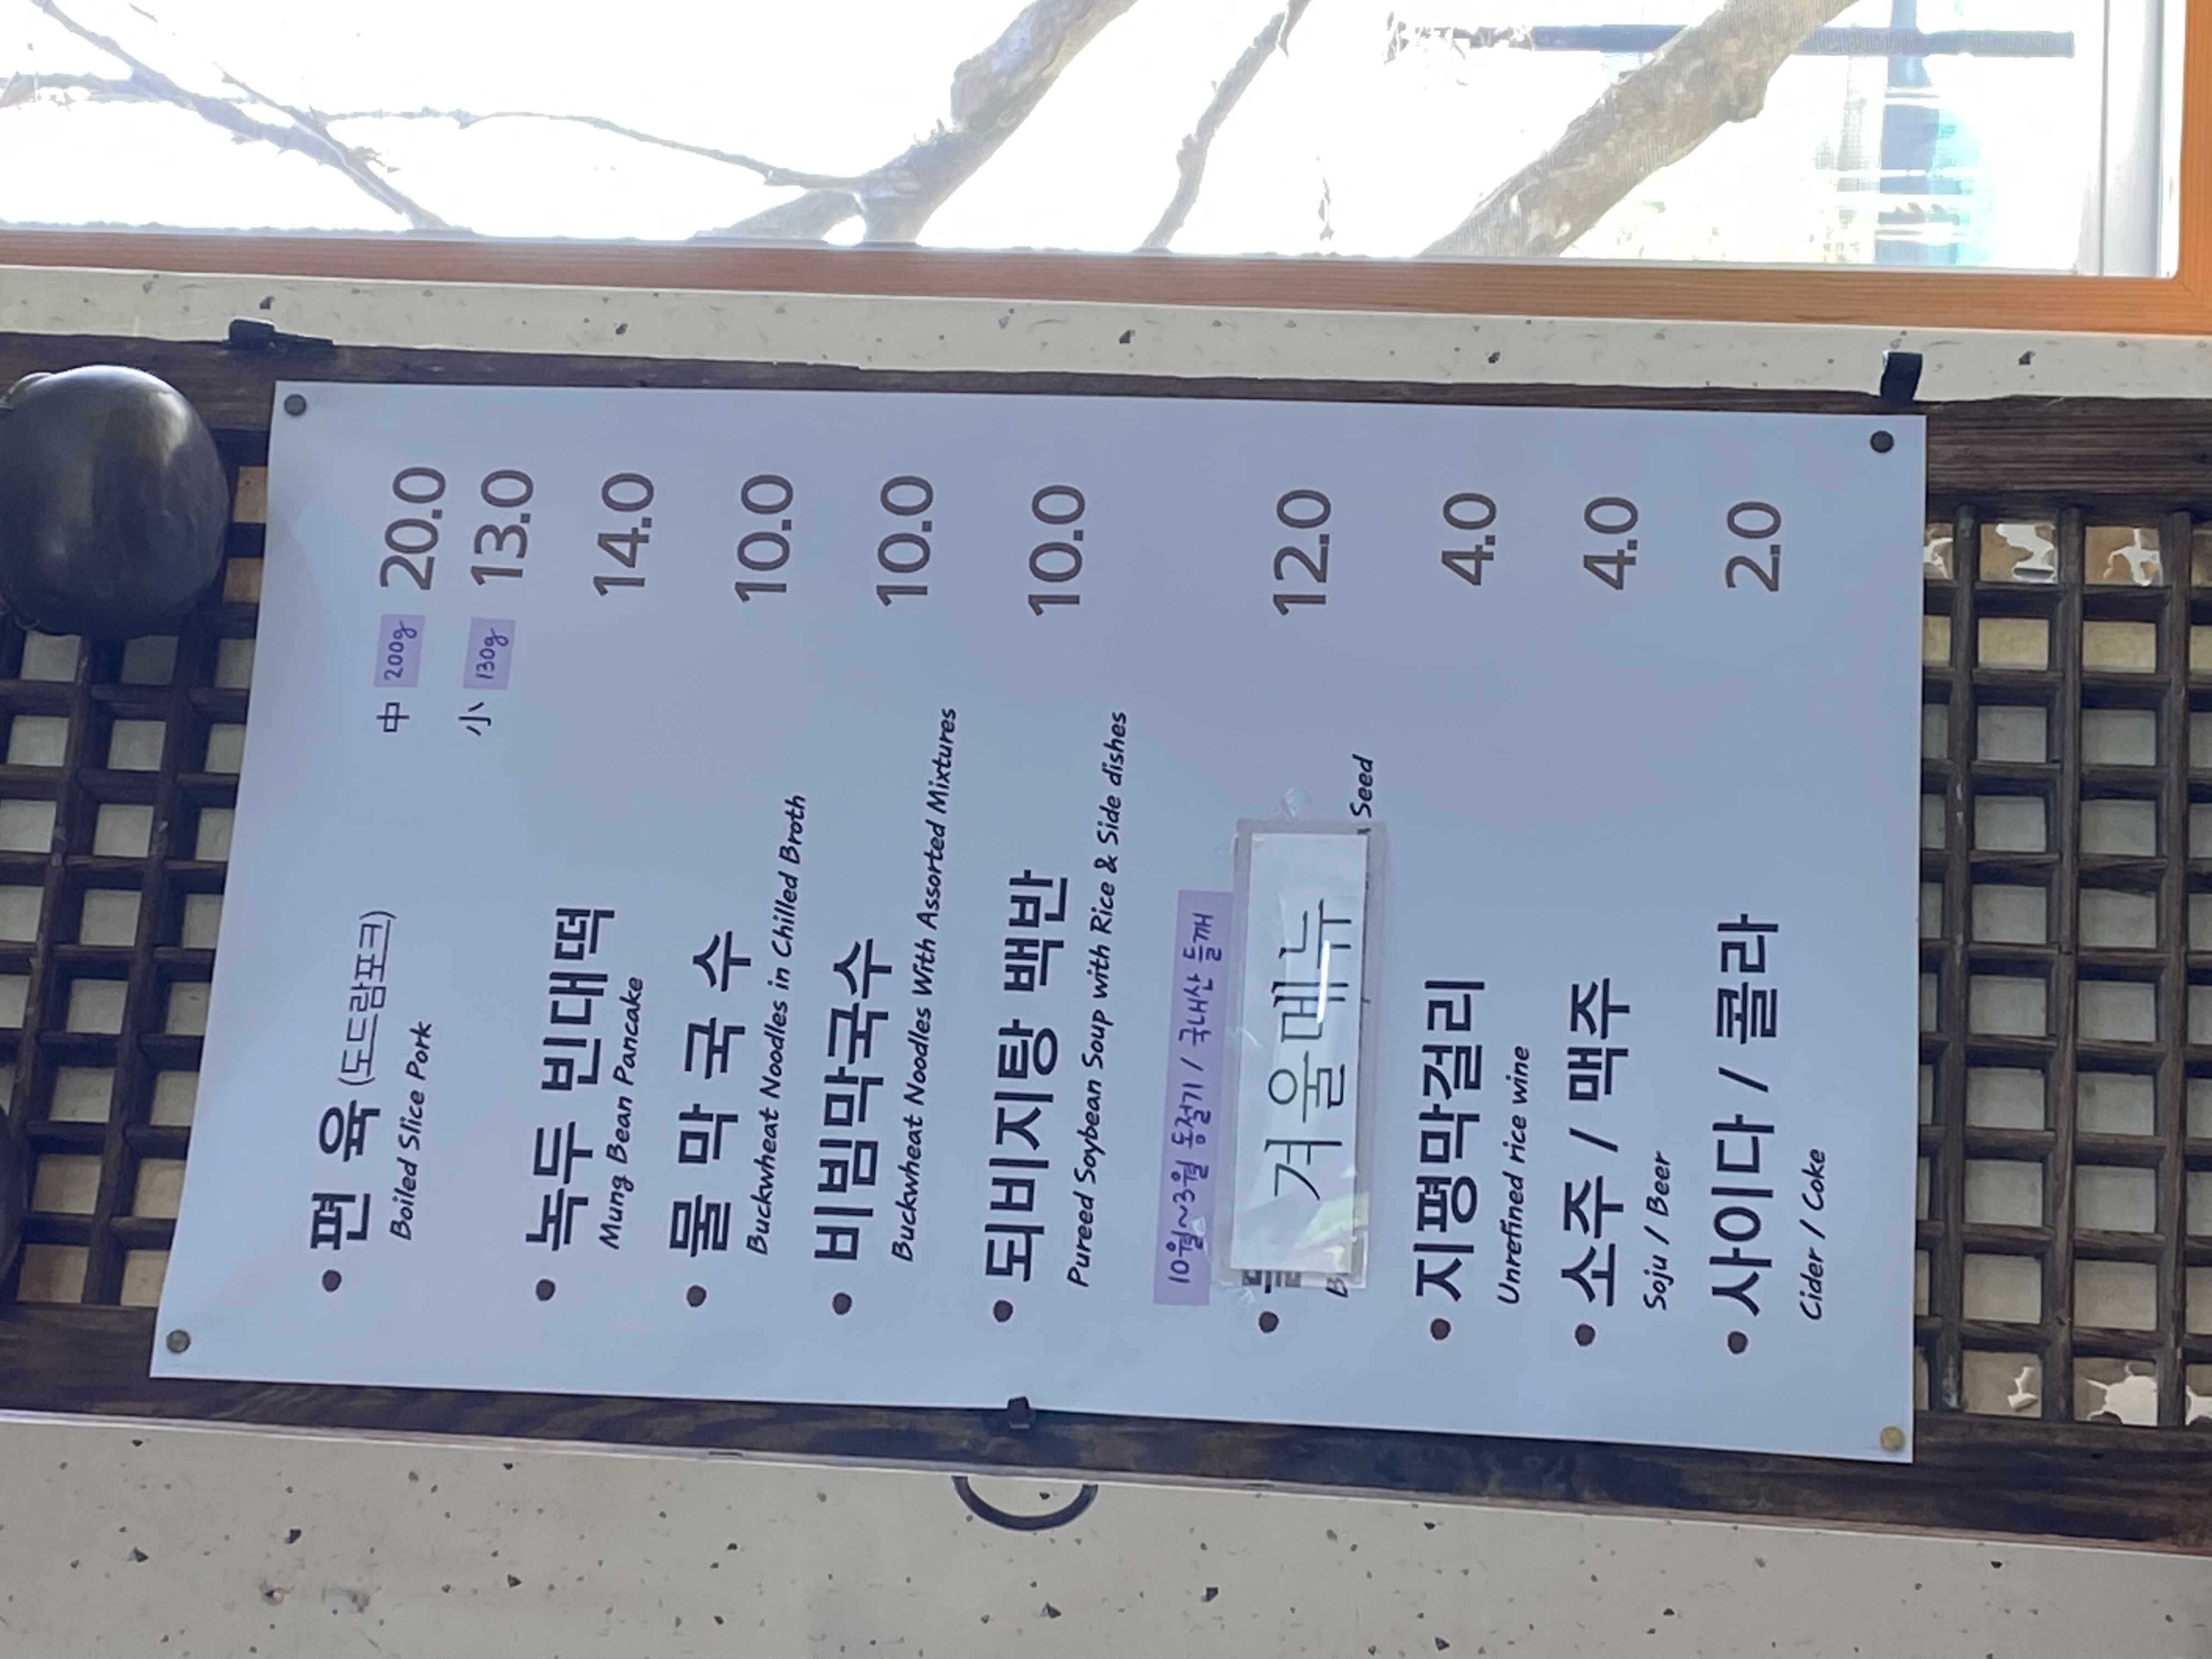 • 편 육 (도드람포크) 中 200g 20.0
Boiled Slice Pork
小 130g 13.0
• 녹두 빈대떡 14.0
Mung Bean Pancake
• 물 막 국 수 10.0
Buckwheat Noodles in Chilled Broth
• 비빔막국수 10.0
Buckwheat Noodles With Assorted Mixtures
• 되비지탕 백반 10.0
Pureed Soybean Soup with Rice & Side dishes
10월~3월 동절기 / 국내산 들깨
• 겨울메뉴 12.0
Seed
• 지평막걸리 4.0
Unrefined rice wine
• 소주 / 맥주 4.0
Soju / Beer
• 사이다 / 콜라 2.0
Cider / Coke